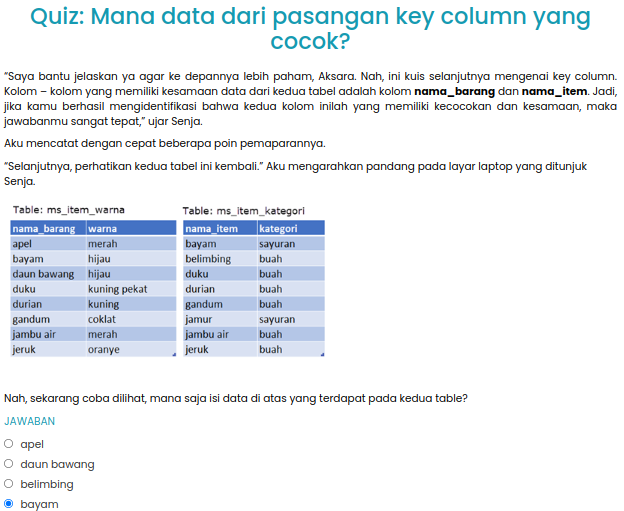 Quiz: Mana data dari pasangan key column yang
cocok?
“Saya bantu jelaskan ya agar ke depannya lebih paham, Aksara. Nah, ini kuis selanjutnya mengenai key column.
Kolom – kolom yang memiliki kesamaan data dari kedua tabel adalah kolom nama_barang dan nama_item. Jadi,
jika kamu berhasil mengidentifikasi bahwa kedua kolom inilah yang memiliki kecocokan dan kesamaan, maka
jawabanmu sangat tepat,” ujar Senja.
Aku mencatat dengan cepat beberapa poin pemaparannya.
“Selanjutnya, perhatikan kedua tabel ini kembali.” Aku mengarahkan pandang pada layar laptop yang ditunjuk
Senja.
Table: ms_item_warna
nama_barang warna
apel merah
bayam hijau
daun bawang hijau
duku kuning pekat
durian kuning
gandum coklat
jambu air merah
jeruk oranye
Table: ms_item_kategori
nama_item kategori
bayam sayuran
belimbing buah
duku buah
durian buah
gandum buah
jamur sayuran
jambu air buah
jeruk buah
Nah, sekarang coba dilihat, mana saja isi data di atas yang terdapat pada kedua table?
JAWABAN
apel
daun bawang
belimbing
bayam